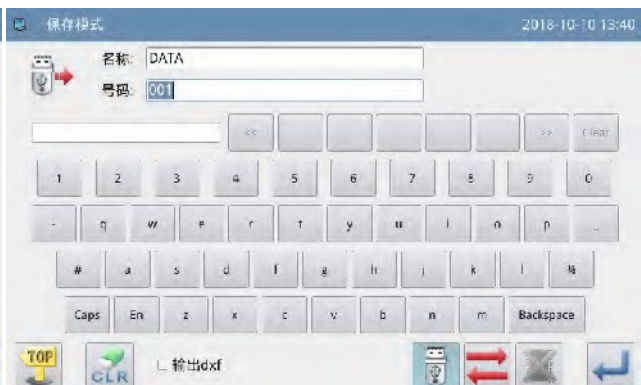 保存模式 2018-10-10 13:40
名称: DATA
号码: 001
<< >> Clear
1 2 3 4 5 6 7 8 9 0
- q w e r t y u i o p _
# a s d f g h j k l
Caps En z x c v b n m Backspace
TOP CLR 输出dxf